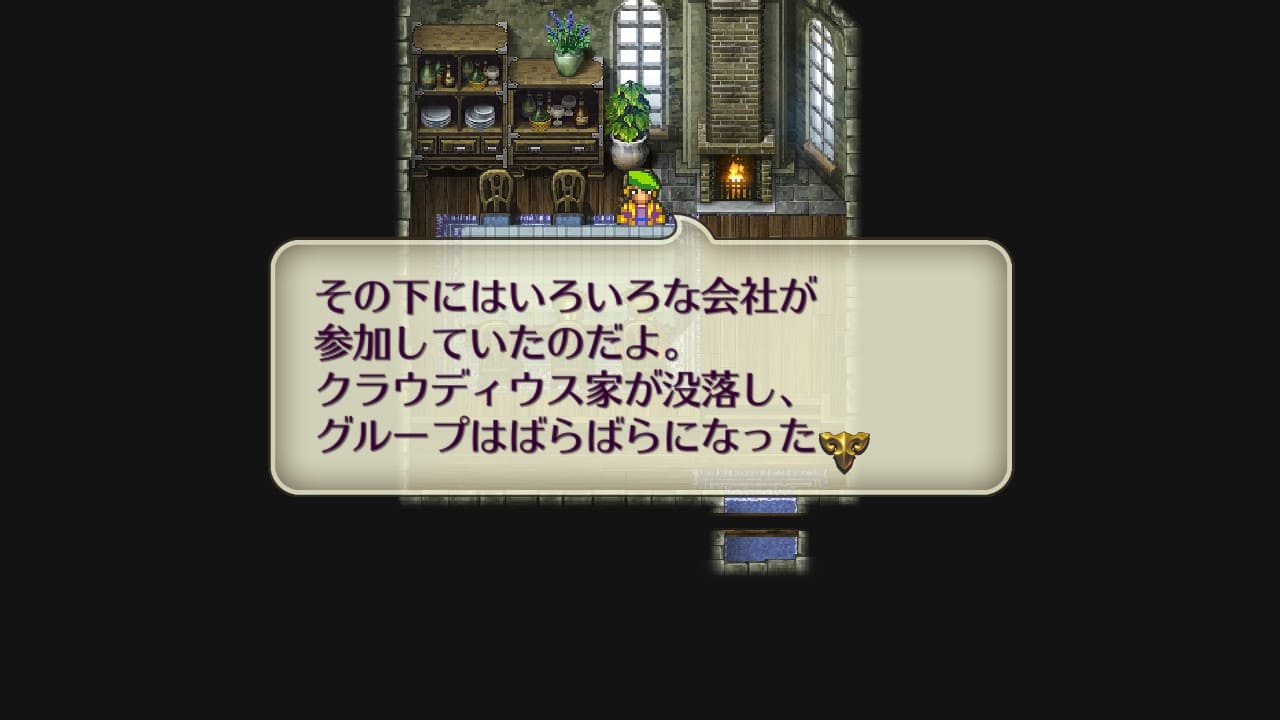 その下にはいろいろな会社が
参加していたのだよ。
クラウディウス家が没落し、
グループはばらばらになった